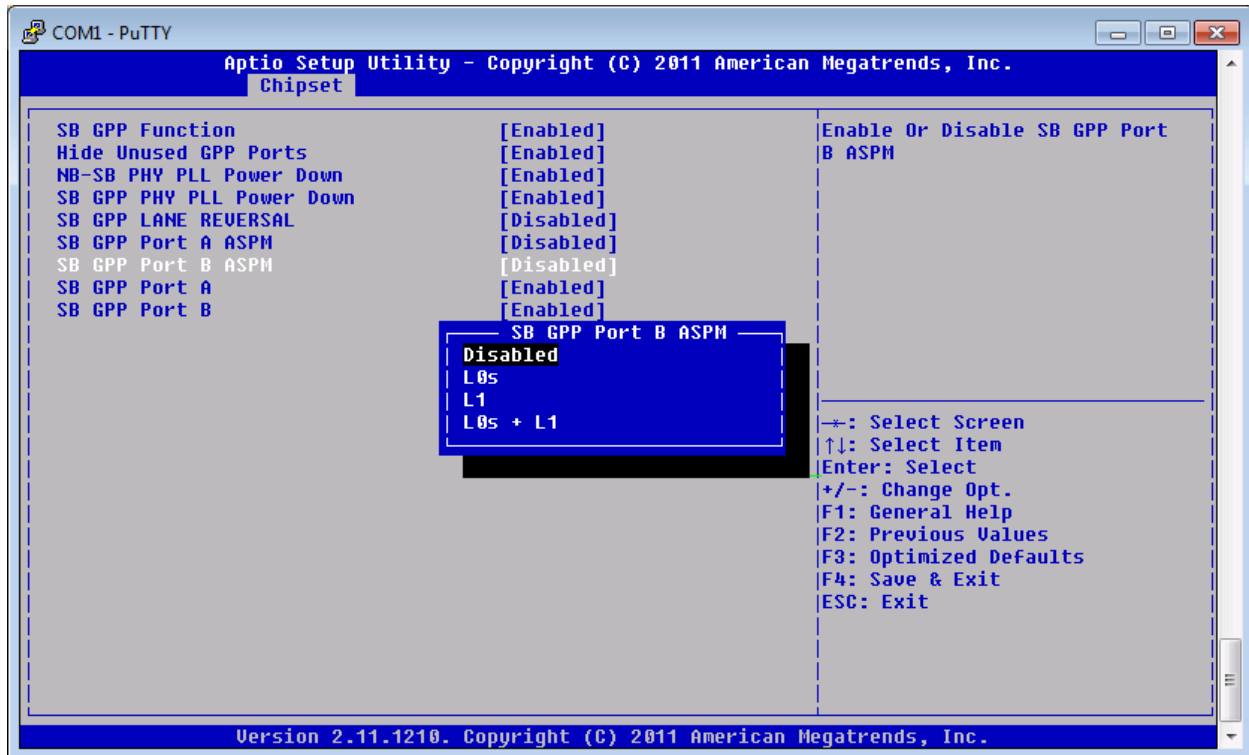 COM1 - PuTTY
Aptio Setup Utility - Copyright (C) 2011 American Megatrends, Inc.
Chipset
SB GPP Function [Enabled]
Hide Unused GPP Ports [Enabled]
NB-SB PHY PLL Power Down [Enabled]
SB GPP PHY PLL Power Down [Enabled]
SB GPP LANE REVERSAL [Disabled]
SB GPP Port A ASPM [Disabled]
SB GPP Port B ASPM [Disabled]
SB GPP Port A [Enabled]
SB GPP Port B [Enabled]
SB GPP Port B ASPM
Disabled
L0s
L1
L0s + L1
Enable Or Disable SB GPP Port
B ASPM
→←: Select Screen
↑↓: Select Item
Enter: Select
+/-: Change Opt.
F1: General Help
F2: Previous Values
F3: Optimized Defaults
F4: Save & Exit
ESC: Exit
Version 2.11.1210. Copyright (C) 2011 American Megatrends, Inc.